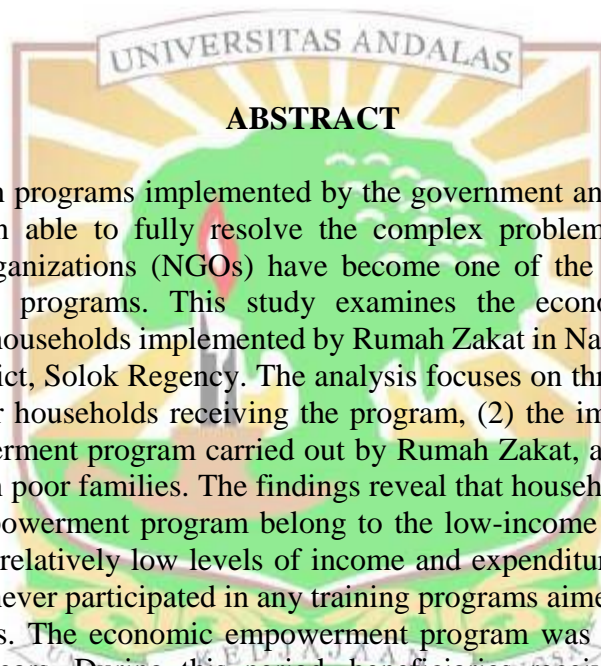 UNIVERSITAS ANDALAS
ABSTRACT
programs implemented by the government an
able to fully resolve the complex problem
ganizations (NGOs) have become one of the
programs. This study examines the econo
households implemented by Rumah Zakat in Na
ict, Solok Regency. The analysis focuses on thr
r households receiving the program, (2) the im
erment program carried out by Rumah Zakat, a
n poor families. The findings reveal that househ
powerment program belong to the low-income
relatively low levels of income and expenditur
never participated in any training programs aime
s. The economic empowerment program was